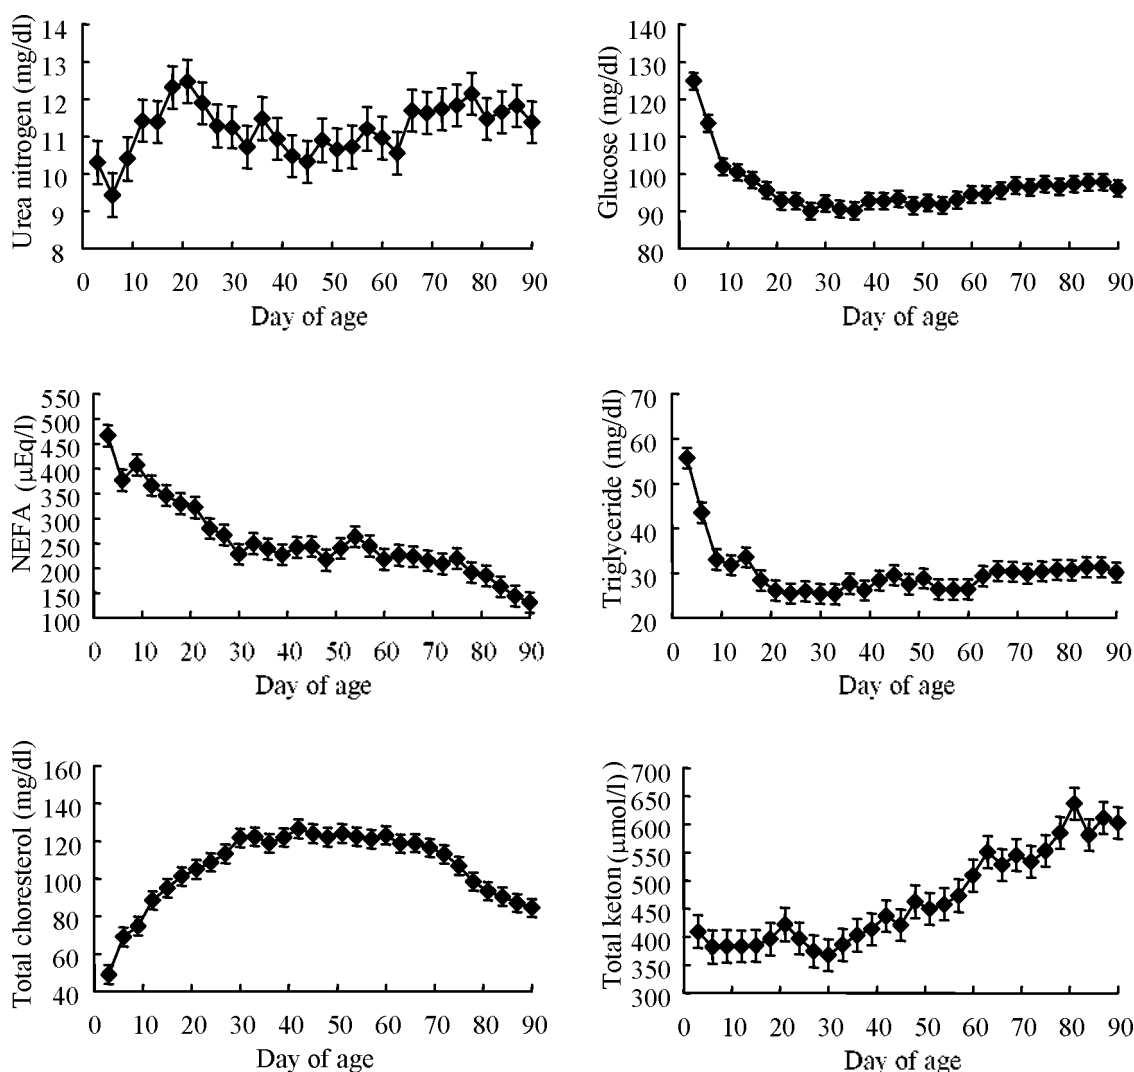 Urea nitrogen (mg/dl)
14
13
12
11
10
9
8
0 10 20 30 40 50 60 70 80 90
Day of age
Glucose (mg/dl)
140
130
120
110
100
90
80
0 10 20 30 40 50 60 70 80 90
Day of age
NEFA (μEq/l)
550
500
450
400
350
300
250
200
150
100
0 10 20 30 40 50 60 70 80 90
Day of age
Triglyceride (mg/dl)
70
60
50
40
30
20
0 10 20 30 40 50 60 70 80 90
Day of age
Total choresterol (mg/dl)
160
140
120
100
80
60
40
0 10 20 30 40 50 60 70 80 90
Day of age
Total keton (μmol/l) )
700
650
600
550
500
450
400
350
300
0 10 20 30 40 50 60 70 80 90
Day of age